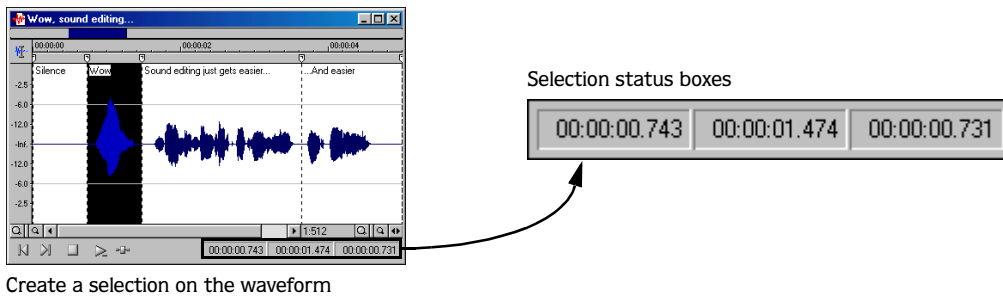 Wow, sound editing...
00:00:00 00:00:02 00:00:04
Silence Wow Sound editing just gets easier... ...And easier
-2.5
-6.0
-12.0
-Inf.
-12.0
-6.0
-2.5
1:512
00:00:00.743 00:00:01.474 00:00:00.731
Create a selection on the waveform
Selection status boxes
00:00:00.743 00:00:01.474 00:00:00.731